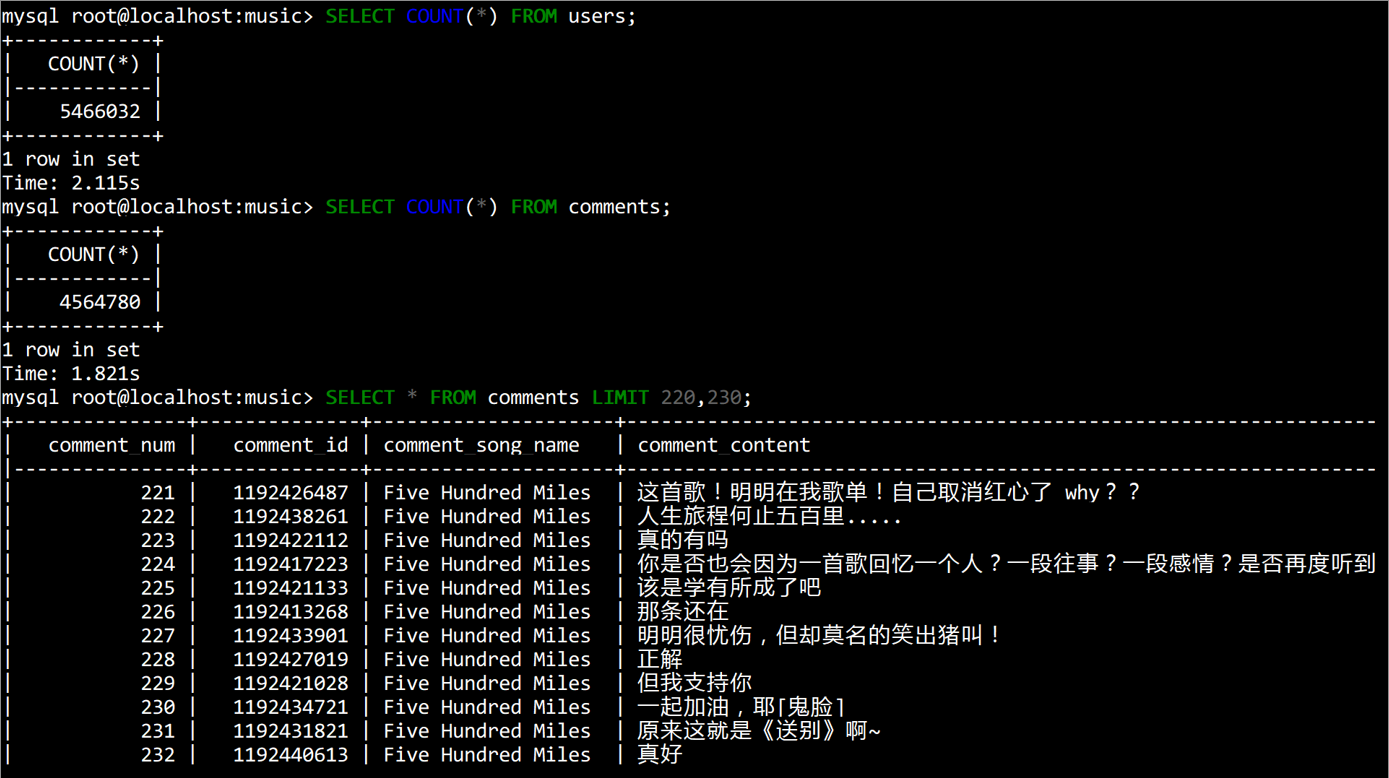 mysql root@localhost:music> SELECT COUNT(*) FROM users;
+------------+
|   COUNT(*) |
|------------|
|    5466032 |
+------------+
1 row in set
Time: 2.115s
mysql root@localhost:music> SELECT COUNT(*) FROM comments;
+------------+
|   COUNT(*) |
|------------|
|    4564780 |
+------------+
1 row in set
Time: 1.821s
mysql root@localhost:music> SELECT * FROM comments LIMIT 220,230;
+---------------+--------------+---------------------+-----------------------------------------------------------------
|   comment_num |   comment_id | comment_song_name   | comment_content
|---------------+--------------+---------------------+-----------------------------------------------------------------
|           221 |   1192426487 | Five Hundred Miles  | 这首歌！明明在我歌单！自己取消红心了 why？？
|           222 |   1192438261 | Five Hundred Miles  | 人生旅程何止五百里.....
|           223 |   1192422112 | Five Hundred Miles  | 真的有吗
|           224 |   1192417223 | Five Hundred Miles  | 你是否也会因为一首歌回忆一个人？一段往事？一段感情？是否再度听到
|           225 |   1192421133 | Five Hundred Miles  | 该是学有所成了吧
|           226 |   1192413268 | Five Hundred Miles  | 那条还在
|           227 |   1192433901 | Five Hundred Miles  | 明明很忧伤，但却莫名的笑出猪叫！
|           228 |   1192427019 | Five Hundred Miles  | 正解
|           229 |   1192421028 | Five Hundred Miles  | 但我支持你
|           230 |   1192434721 | Five Hundred Miles  | 一起加油，耶[鬼脸]
|           231 |   1192431821 | Five Hundred Miles  | 原来这就是《送别》啊~
|           232 |   1192440613 | Five Hundred Miles  | 真好